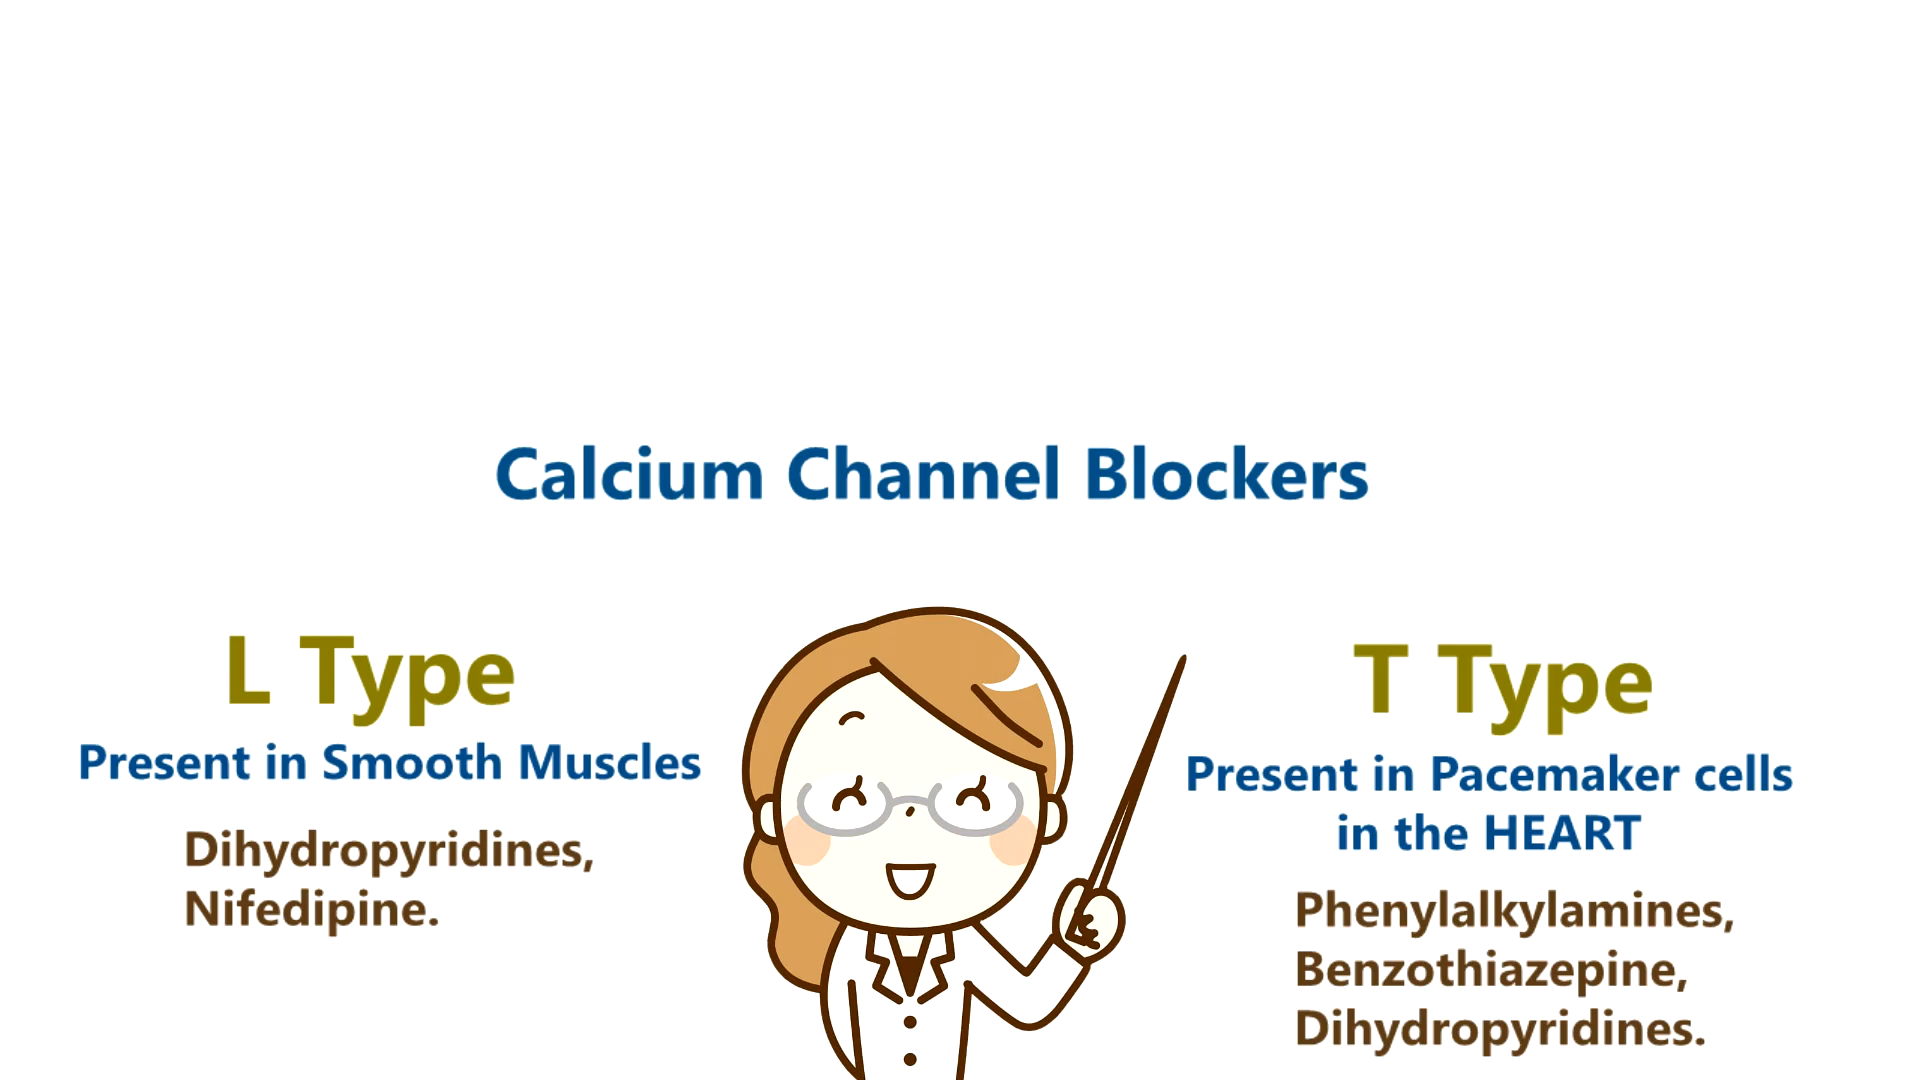 Calcium Channel Blockers
L Type
Present in Smooth Muscles
Dihydropyridines,
Nifedipine.
T Type
Present in Pacemaker cells
in the HEART
Phenylalkylamines,
Benzothiazepine,
Dihydropyridines.